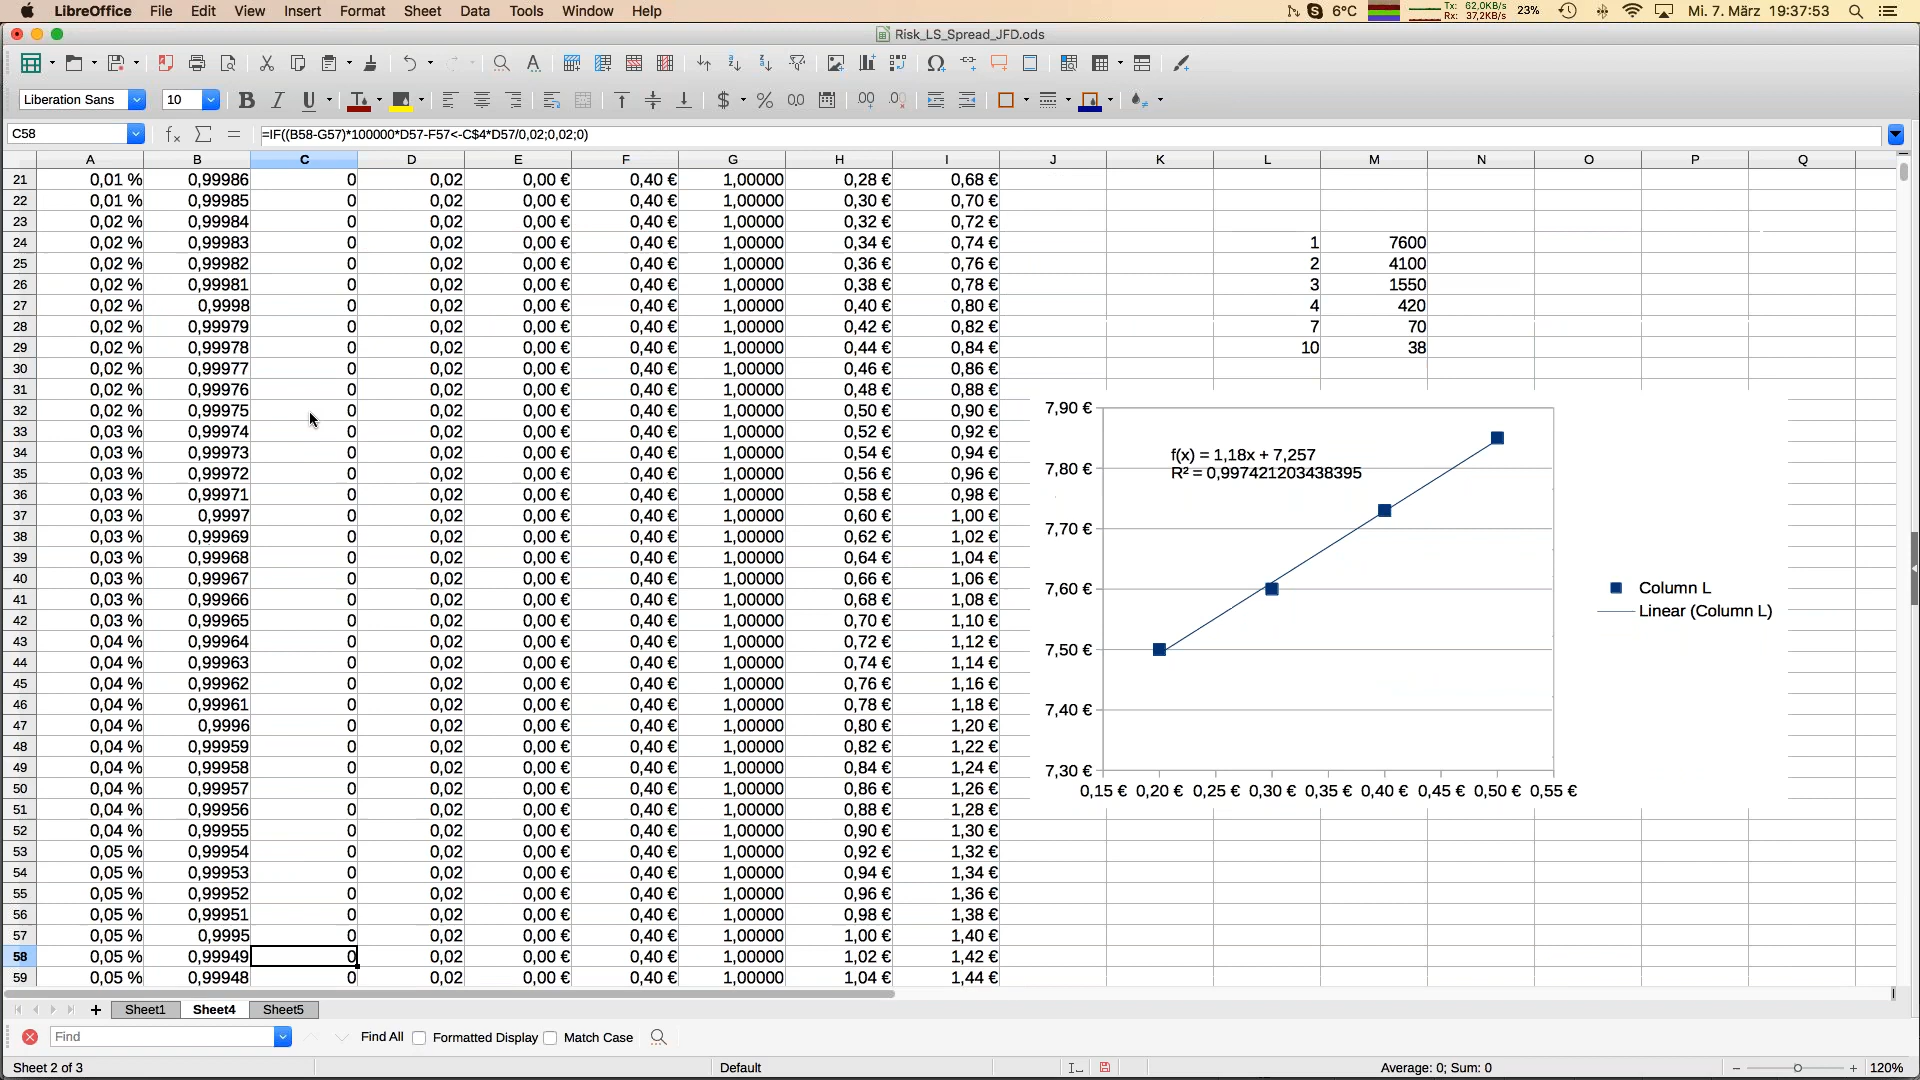 LibreOffice File Edit View Insert Format Sheet Data Tools Window Help 6°C Tx: 62,0KB/s Rx: 37,2KB/s 23% Mi. 7. März 19:37:53
Risk_LS_Spread_JFD.ods
Liberation Sans 10
C58 =IF((B58-G57)*100000*D57-F57<-C$4*D57/0,02;0,02;0)
A B C D E F G H I J K L M N O P Q
21 0,01 % 0,99986 0 0,02 0,00 € 0,40 € 1,00000 0,28 € 0,68 €
22 0,01 % 0,99985 0 0,02 0,00 € 0,40 € 1,00000 0,30 € 0,70 €
23 0,02 % 0,99984 0 0,02 0,00 € 0,40 € 1,00000 0,32 € 0,72 €
24 0,02 % 0,99983 0 0,02 0,00 € 0,40 € 1,00000 0,34 € 0,74 € 1 7600
25 0,02 % 0,99982 0 0,02 0,00 € 0,40 € 1,00000 0,36 € 0,76 € 2 4100
26 0,02 % 0,99981 0 0,02 0,00 € 0,40 € 1,00000 0,38 € 0,78 € 3 1550
27 0,02 % 0,9998 0 0,02 0,00 € 0,40 € 1,00000 0,40 € 0,80 € 4 420
28 0,02 % 0,99979 0 0,02 0,00 € 0,40 € 1,00000 0,42 € 0,82 € 7 70
29 0,02 % 0,99978 0 0,02 0,00 € 0,40 € 1,00000 0,44 € 0,84 € 10 38
30 0,02 % 0,99977 0 0,02 0,00 € 0,40 € 1,00000 0,46 € 0,86 €
31 0,02 % 0,99976 0 0,02 0,00 € 0,40 € 1,00000 0,48 € 0,88 €
32 0,02 % 0,99975 0 0,02 0,00 € 0,40 € 1,00000 0,50 € 0,90 €
33 0,03 % 0,99974 0 0,02 0,00 € 0,40 € 1,00000 0,52 € 0,92 €
34 0,03 % 0,99973 0 0,02 0,00 € 0,40 € 1,00000 0,54 € 0,94 €
35 0,03 % 0,99972 0 0,02 0,00 € 0,40 € 1,00000 0,56 € 0,96 €
36 0,03 % 0,99971 0 0,02 0,00 € 0,40 € 1,00000 0,58 € 0,98 €
37 0,03 % 0,9997 0 0,02 0,00 € 0,40 € 1,00000 0,60 € 1,00 €
38 0,03 % 0,99969 0 0,02 0,00 € 0,40 € 1,00000 0,62 € 1,02 €
39 0,03 % 0,99968 0 0,02 0,00 € 0,40 € 1,00000 0,64 € 1,04 €
40 0,03 % 0,99967 0 0,02 0,00 € 0,40 € 1,00000 0,66 € 1,06 €
41 0,03 % 0,99966 0 0,02 0,00 € 0,40 € 1,00000 0,68 € 1,08 €
42 0,03 % 0,99965 0 0,02 0,00 € 0,40 € 1,00000 0,70 € 1,10 €
43 0,04 % 0,99964 0 0,02 0,00 € 0,40 € 1,00000 0,72 € 1,12 €
44 0,04 % 0,99963 0 0,02 0,00 € 0,40 € 1,00000 0,74 € 1,14 €
45 0,04 % 0,99962 0 0,02 0,00 € 0,40 € 1,00000 0,76 € 1,16 €
46 0,04 % 0,99961 0 0,02 0,00 € 0,40 € 1,00000 0,78 € 1,18 €
47 0,04 % 0,9996 0 0,02 0,00 € 0,40 € 1,00000 0,80 € 1,20 €
48 0,04 % 0,99959 0 0,02 0,00 € 0,40 € 1,00000 0,82 € 1,22 €
49 0,04 % 0,99958 0 0,02 0,00 € 0,40 € 1,00000 0,84 € 1,24 €
50 0,04 % 0,99957 0 0,02 0,00 € 0,40 € 1,00000 0,86 € 1,26 €
51 0,04 % 0,99956 0 0,02 0,00 € 0,40 € 1,00000 0,88 € 1,28 €
52 0,04 % 0,99955 0 0,02 0,00 € 0,40 € 1,00000 0,90 € 1,30 €
53 0,05 % 0,99954 0 0,02 0,00 € 0,40 € 1,00000 0,92 € 1,32 €
54 0,05 % 0,99953 0 0,02 0,00 € 0,40 € 1,00000 0,94 € 1,34 €
55 0,05 % 0,99952 0 0,02 0,00 € 0,40 € 1,00000 0,96 € 1,36 €
56 0,05 % 0,99951 0 0,02 0,00 € 0,40 € 1,00000 0,98 € 1,38 €
57 0,05 % 0,9995 0 0,02 0,00 € 0,40 € 1,00000 1,00 € 1,40 €
58 0,05 % 0,99949 0 0,02 0,00 € 0,40 € 1,00000 1,02 € 1,42 €
59 0,05 % 0,99948 0 0,02 0,00 € 0,40 € 1,00000 1,04 € 1,44 €
7,90 €
f(x) = 1,18x + 7,257
7,80 €
R² = 0,997421203438395
7,70 €
7,60 €
Column L
Linear (Column L)
7,50 €
7,40 €
7,30 €
0,15 € 0,20 € 0,25 € 0,30 € 0,35 € 0,40 € 0,45 € 0,50 € 0,55 €
Sheet1 Sheet4 Sheet5
Find Find All Formatted Display Match Case
Sheet 2 of 3 Default Average: 0; Sum: 0 120%